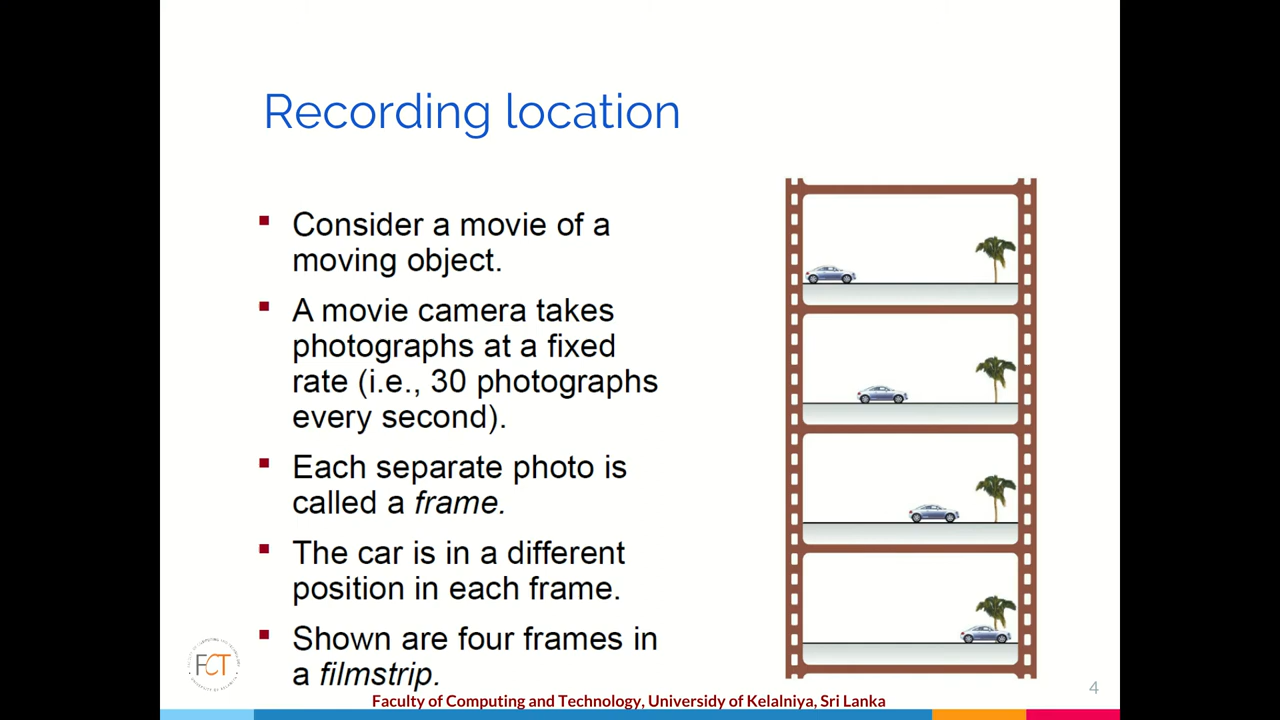 Recording location
Consider a movie of a
moving object.
A movie camera takes
photographs at a fixed
rate (i.e., 30 photographs
every second).
Each separate photo is
called a frame.
The car is in a different
position in each frame.
Shown are four frames in
a filmstrip.
FCT
Faculty of Computing and Technology, Universidy of Kelalniya, Sri Lanka
4